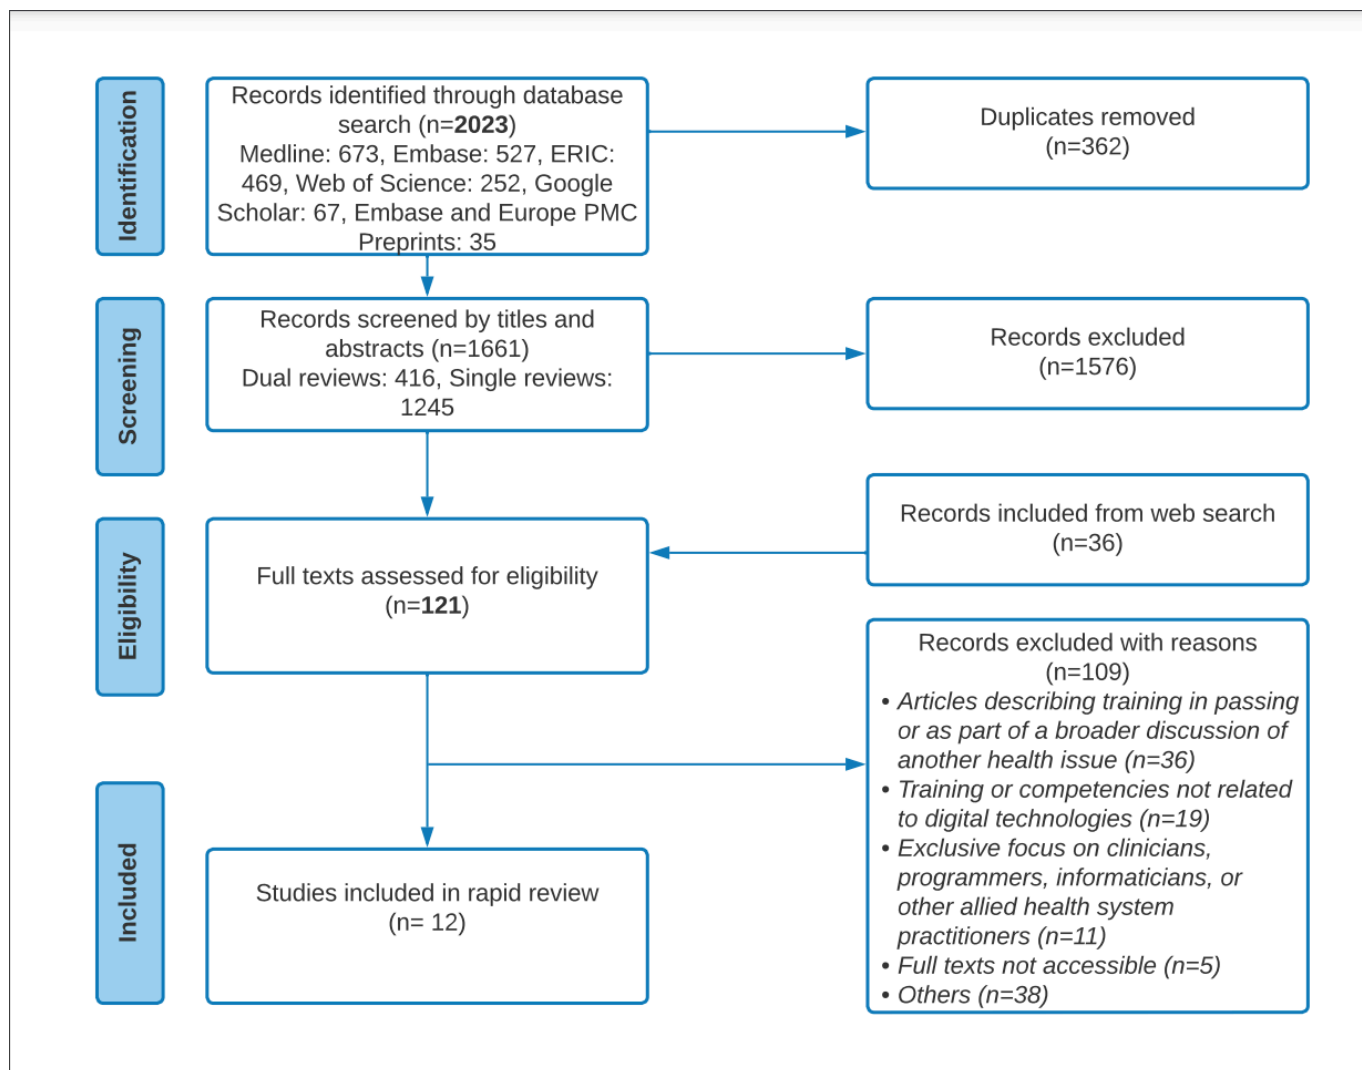 Identification
Records identified through database
search (n=2023)
Medline: 673, Embase: 527, ERIC:
469, Web of Science: 252, Google
Scholar: 67, Embase and Europe PMC
Preprints: 35
Duplicates removed
(n=362)
Screening
Records screened by titles and
abstracts (n=1661)
Dual reviews: 416, Single reviews:
1245
Records excluded
(n=1576)
Eligibility
Full texts assessed for eligibility
(n=121)
Records included from web search
(n=36)
Records excluded with reasons
(n=109)
• Articles describing training in passing
or as part of a broader discussion of
another health issue (n=36)
• Training or competencies not related
to digital technologies (n=19)
• Exclusive focus on clinicians,
programmers, informaticians, or
other allied health system
practitioners (n=11)
• Full texts not accessible (n=5)
• Others (n=38)
Included
Studies included in rapid review
(n= 12)